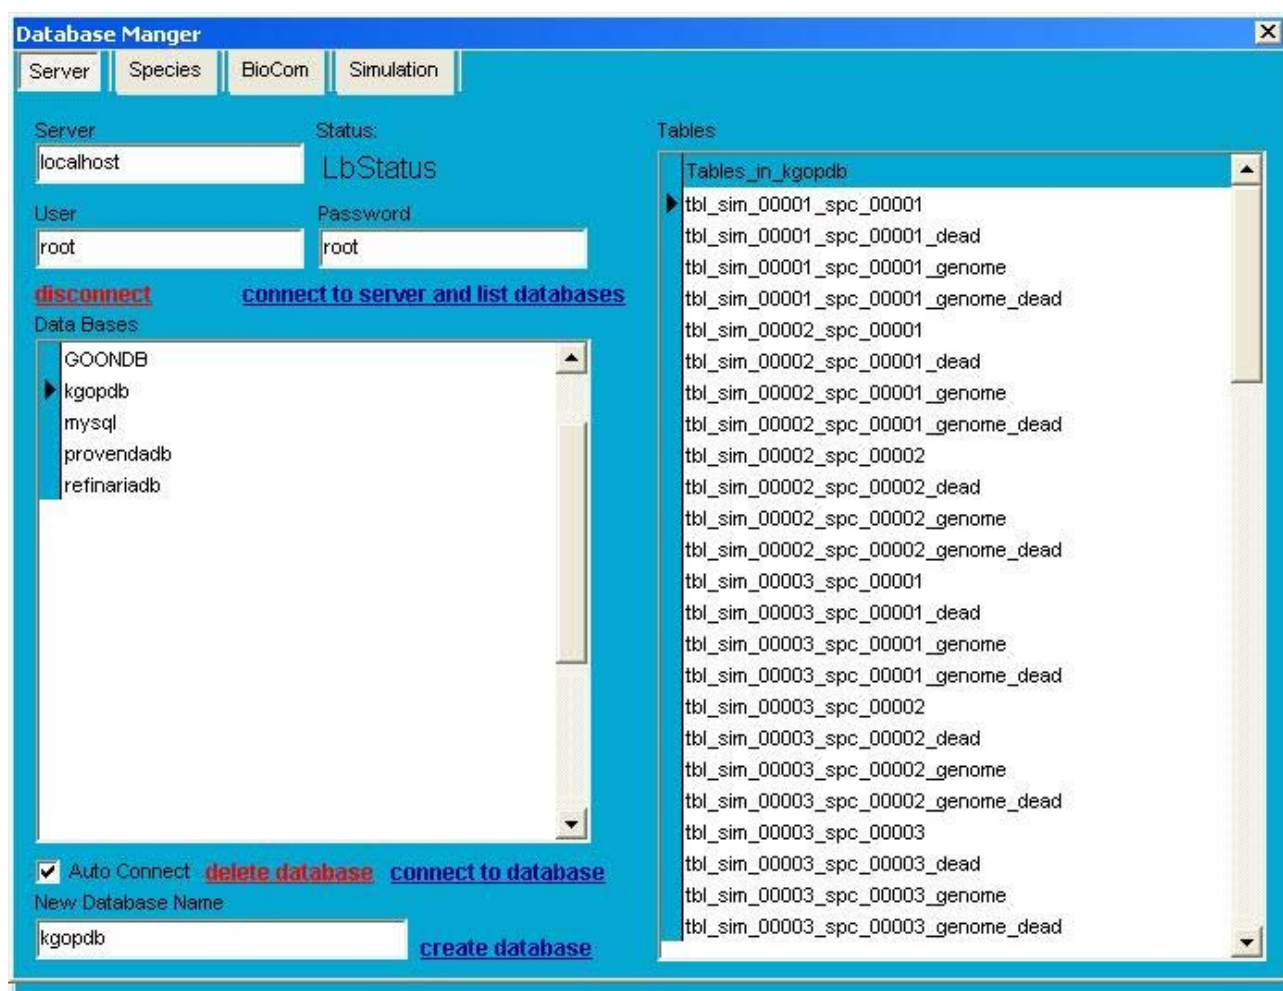 Database Manger
Server Species BioCom Simulation
Server Status:
localhost LbStatus
User Password
root root
disconnect connect to server and list databases
Data Bases
GOONDB
kgopdb
mysql
provendadb
refinariadb
Auto Connect delete database connect to database
New Database Name
kgopdb create database
Tables
Tables_in_kgopdb
tbl_sim_00001_spc_00001
tbl_sim_00001_spc_00001_dead
tbl_sim_00001_spc_00001_genome
tbl_sim_00001_spc_00001_genome_dead
tbl_sim_00002_spc_00001
tbl_sim_00002_spc_00001_dead
tbl_sim_00002_spc_00001_genome
tbl_sim_00002_spc_00001_genome_dead
tbl_sim_00002_spc_00002
tbl_sim_00002_spc_00002_dead
tbl_sim_00002_spc_00002_genome
tbl_sim_00002_spc_00002_genome_dead
tbl_sim_00003_spc_00001
tbl_sim_00003_spc_00001_dead
tbl_sim_00003_spc_00001_genome
tbl_sim_00003_spc_00001_genome_dead
tbl_sim_00003_spc_00002
tbl_sim_00003_spc_00002_dead
tbl_sim_00003_spc_00002_genome
tbl_sim_00003_spc_00002_genome_dead
tbl_sim_00003_spc_00003
tbl_sim_00003_spc_00003_dead
tbl_sim_00003_spc_00003_genome
tbl_sim_00003_spc_00003_genome_dead